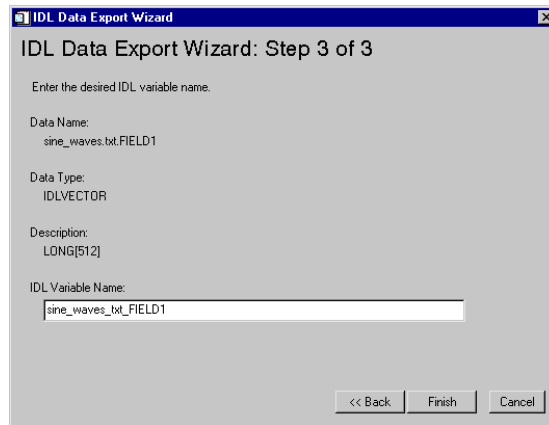 IDL Data Export Wizard
IDL Data Export Wizard: Step 3 of 3
Enter the desired IDL variable name.
Data Name:
sine_waves.txt.FIELD1
Data Type:
IDLVECTOR
Description:
LONG[512]
IDL Variable Name:
sine_waves_txt_FIELD1
<< Back Finish Cancel